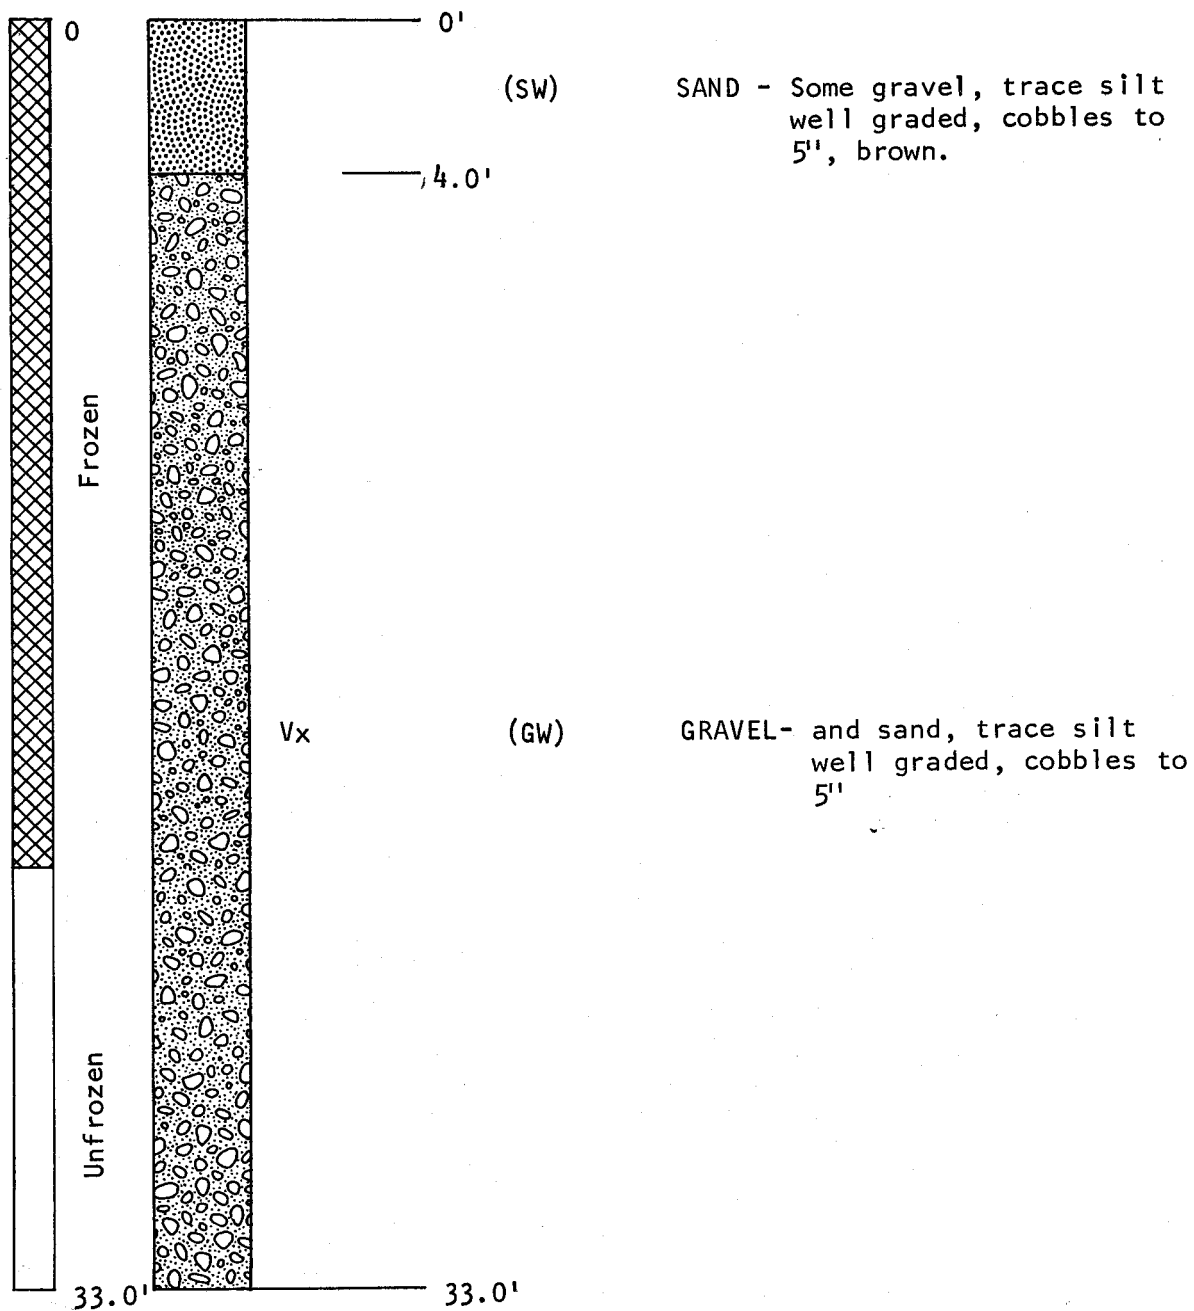 0
0'
(SW)
SAND - Some gravel, trace silt
well graded, cobbles to
5", brown.
4.0'
Frozen
Vx
(GW)
GRAVEL- and sand, trace silt
well graded, cobbles to
5"
Unfrozen
33.0'
33.0'